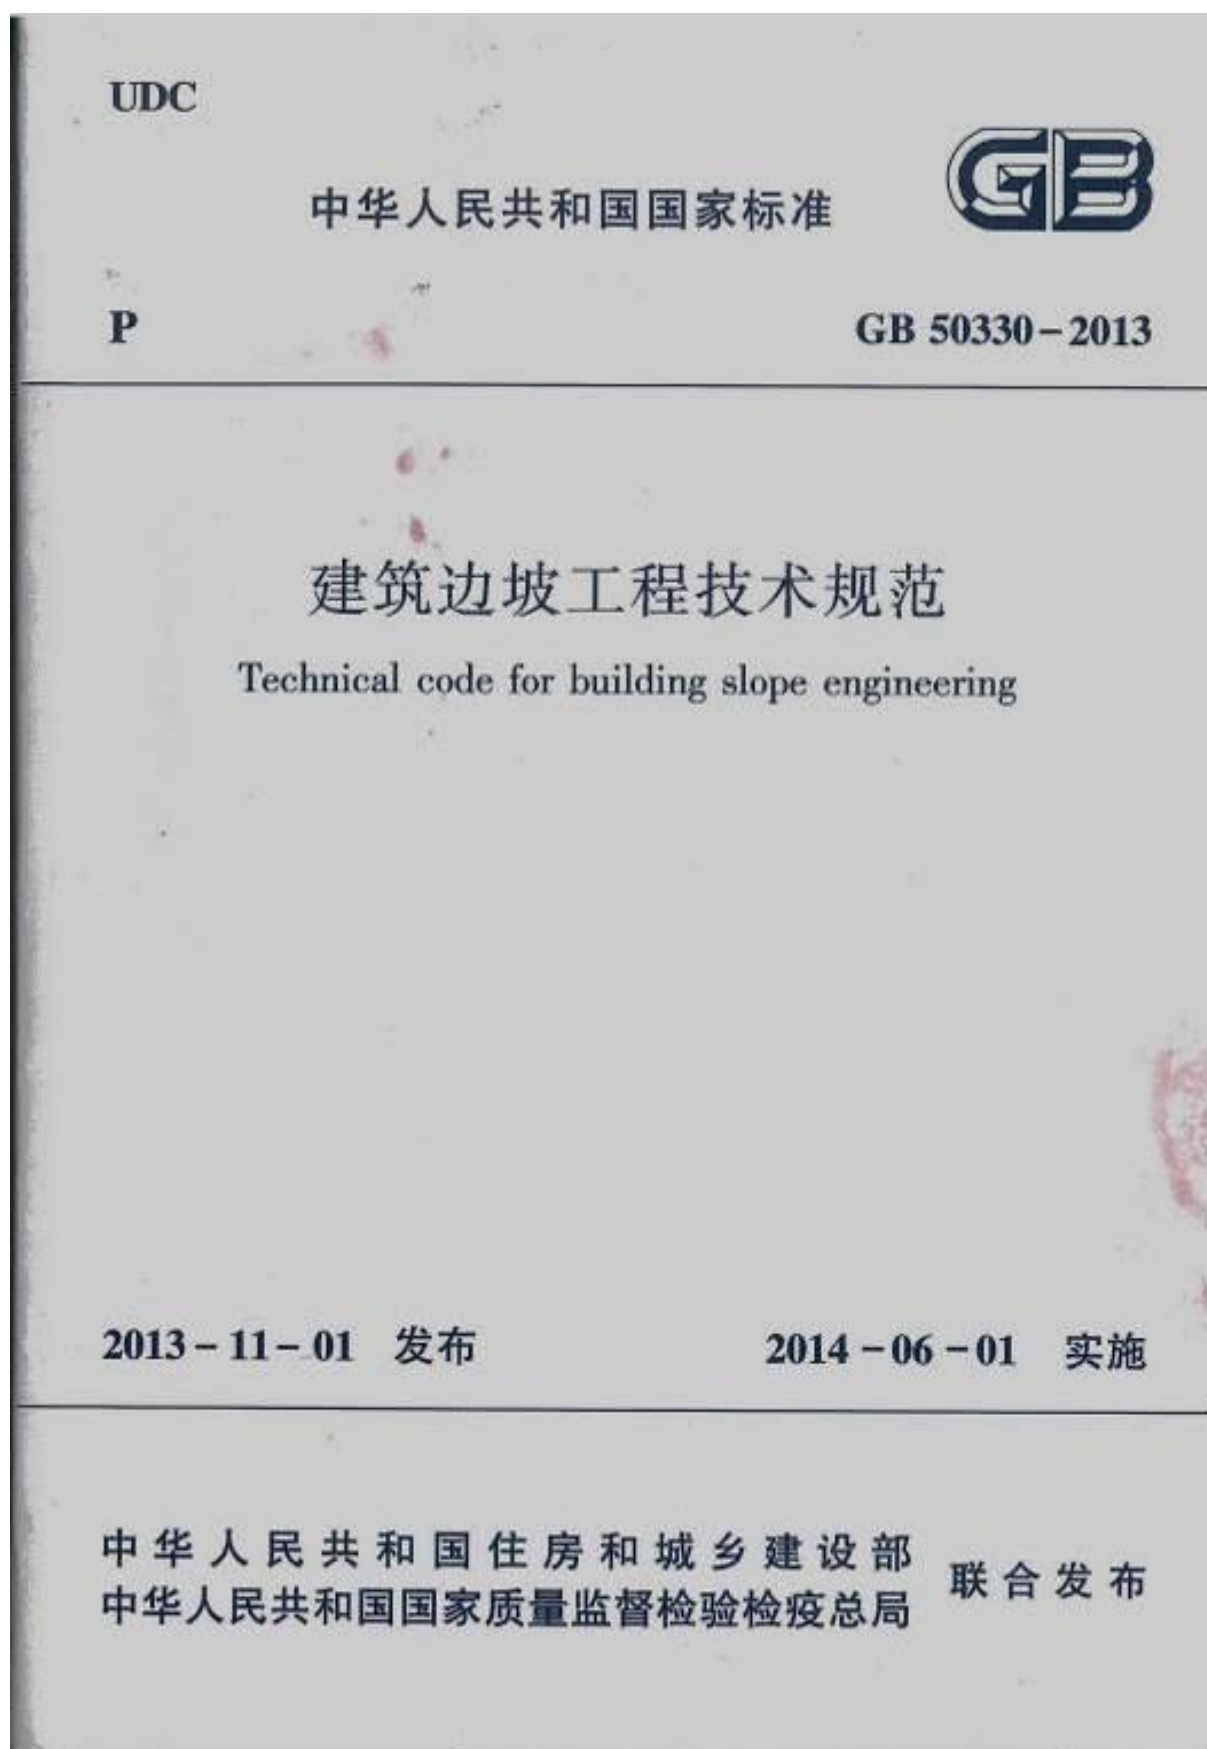 UDC
GB
中华人民共和国国家标准
P
GB 50330-2013
建筑边坡工程技术规范
Technical code for building slope engineering
2013-11-01 发布
2014-06-01 实施
中华人民共和国住房和城乡建设部
中华人民共和国国家质量监督检验检疫总局
联合发布